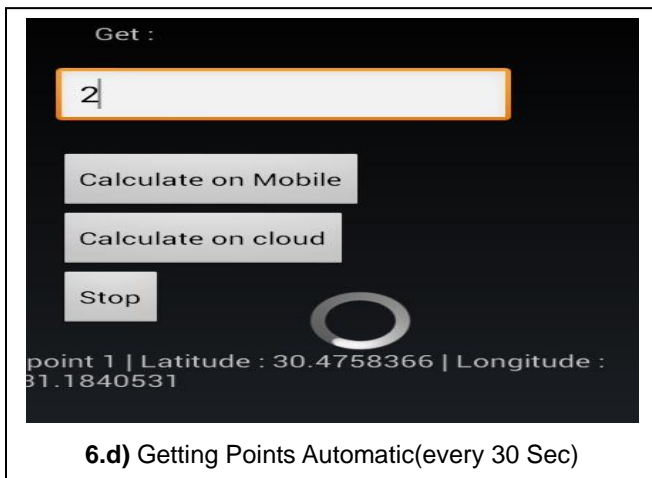 Get :
2
Calculate on Mobile
Calculate on cloud
Stop
point 1 | Latitude : 30.4758366 | Longitude :
31.1840531
6.d) Getting Points Automatic(every 30 Sec)